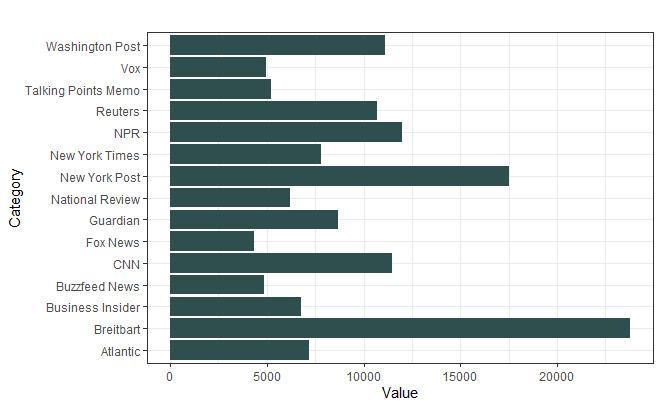 Washington Post
Vox
Talking Points Memo
Reuters
NPR
New York Times
New York Post
National Review
Guardian
Fox News
CNN
Buzzfeed News
Business Insider
Breitbart
Atlantic
Category
0 5000 10000 15000 20000
Value